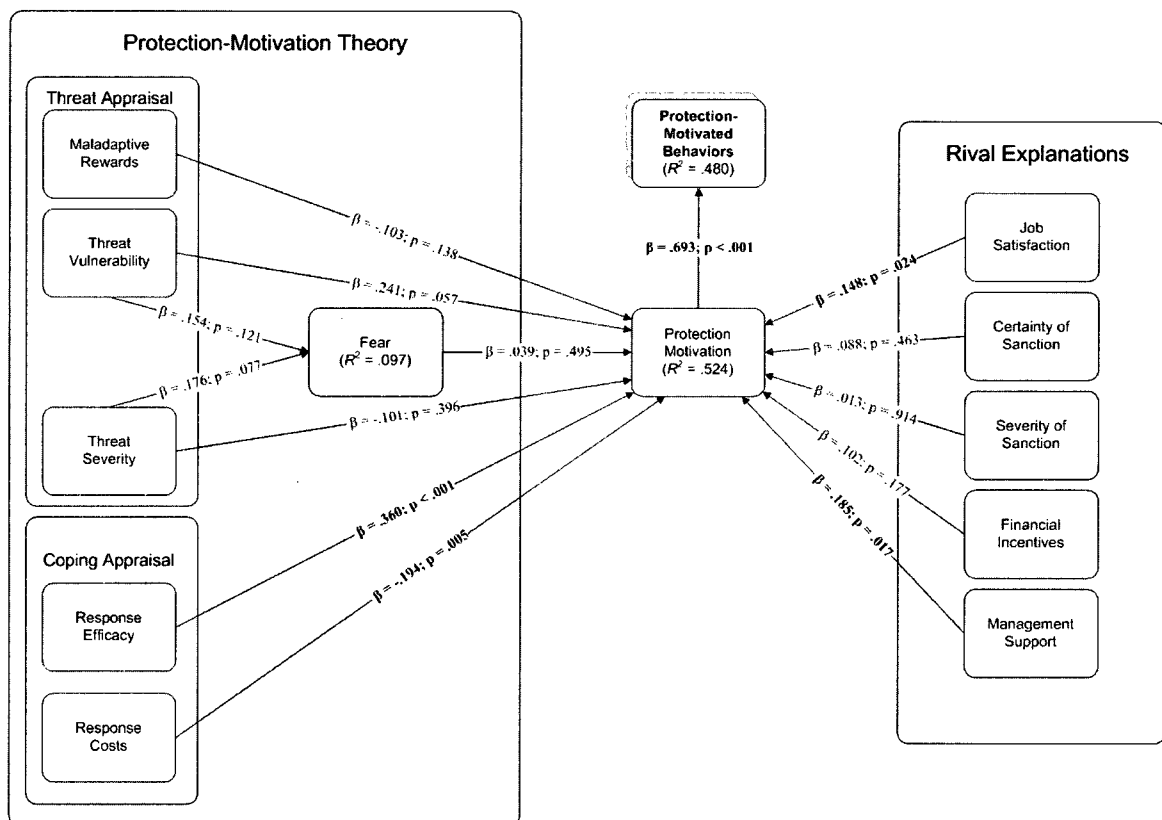 Protection-Motivation Theory
Threat Appraisal
Maladaptive
Rewards
Threat
Vulnerability
Threat
Severity
Coping Appraisal
Response
Efficacy
Response
Costs
Fear
(R² = .097)
β = -.103; p = .138
β = .241; p = .057
β = .154; p = .121
β = .176; p = .077
β = .039; p = .495
β = -.101; p = .396
β = .360; p < .001
β = -.194; p = .005
Protection-
Motivated
Behaviors
(R² = .480)
β = .693; p < .001
Protection
Motivation
(R² = .524)
β = .148; p = .024
β = .088; p = .463
β = .013; p = .914
β = .102; p = .177
β = .185; p = .017
Rival Explanations
Job
Satisfaction
Certainty of
Sanction
Severity of
Sanction
Financial
Incentives
Management
Support